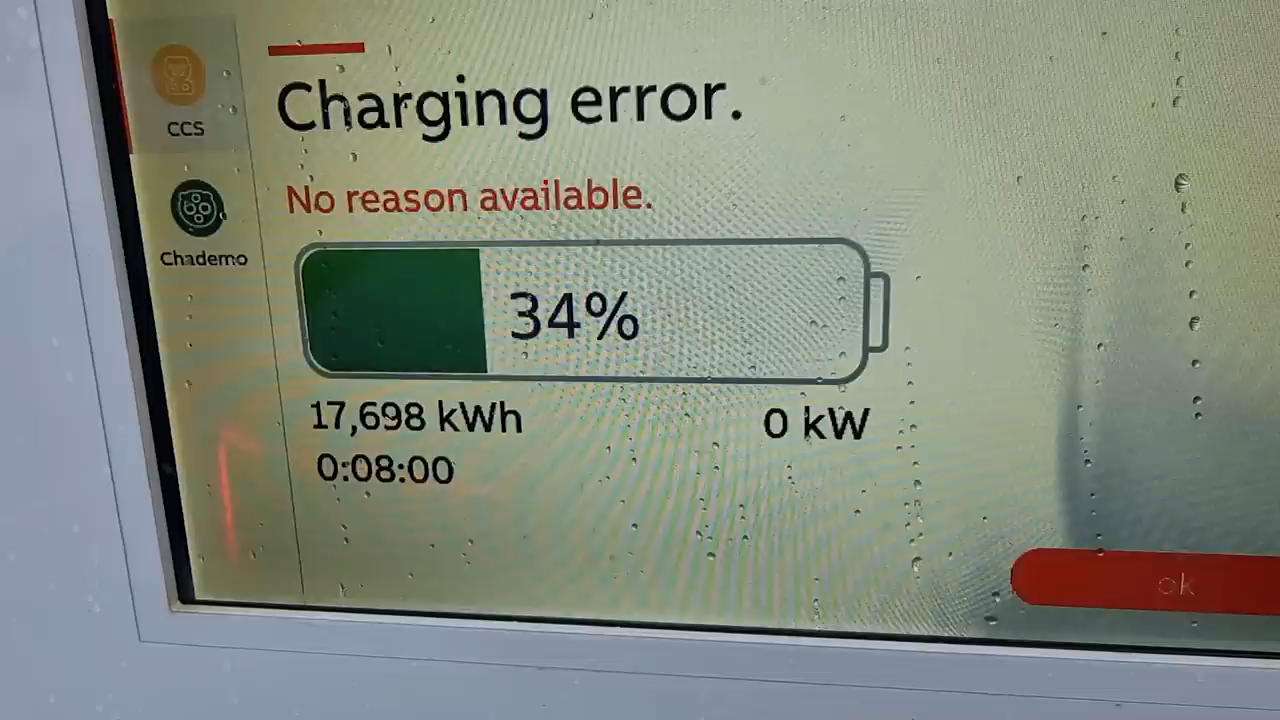 CCS
Chademo
Charging error.
No reason available.
34%
17,698 kWh
0 kW
0:08:00
ok